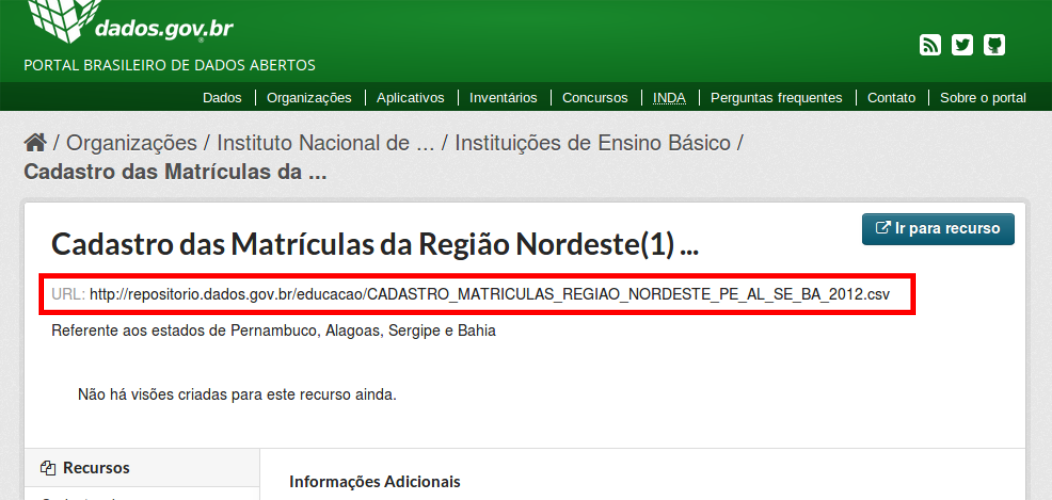 dados.gov.br
PORTAL BRASILEIRO DE DADOS ABERTOS
Dados | Organizações | Aplicativos | Inventários | Concursos | INDA | Perguntas frequentes | Contato | Sobre o portal
/ Organizações / Instituto Nacional de ... / Instituições de Ensino Básico /
Cadastro das Matrículas da ...
Ir para recurso
Cadastro das Matrículas da Região Nordeste(1) ...
URL: http://repositorio.dados.gov.br/educacao/CADASTRO_MATRICULAS_REGIAO_NORDESTE_PE_AL_SE_BA_2012.csv
Referente aos estados de Pernambuco, Alagoas, Sergipe e Bahia
Não há visões criadas para este recurso ainda.
Recursos
Informações Adicionais